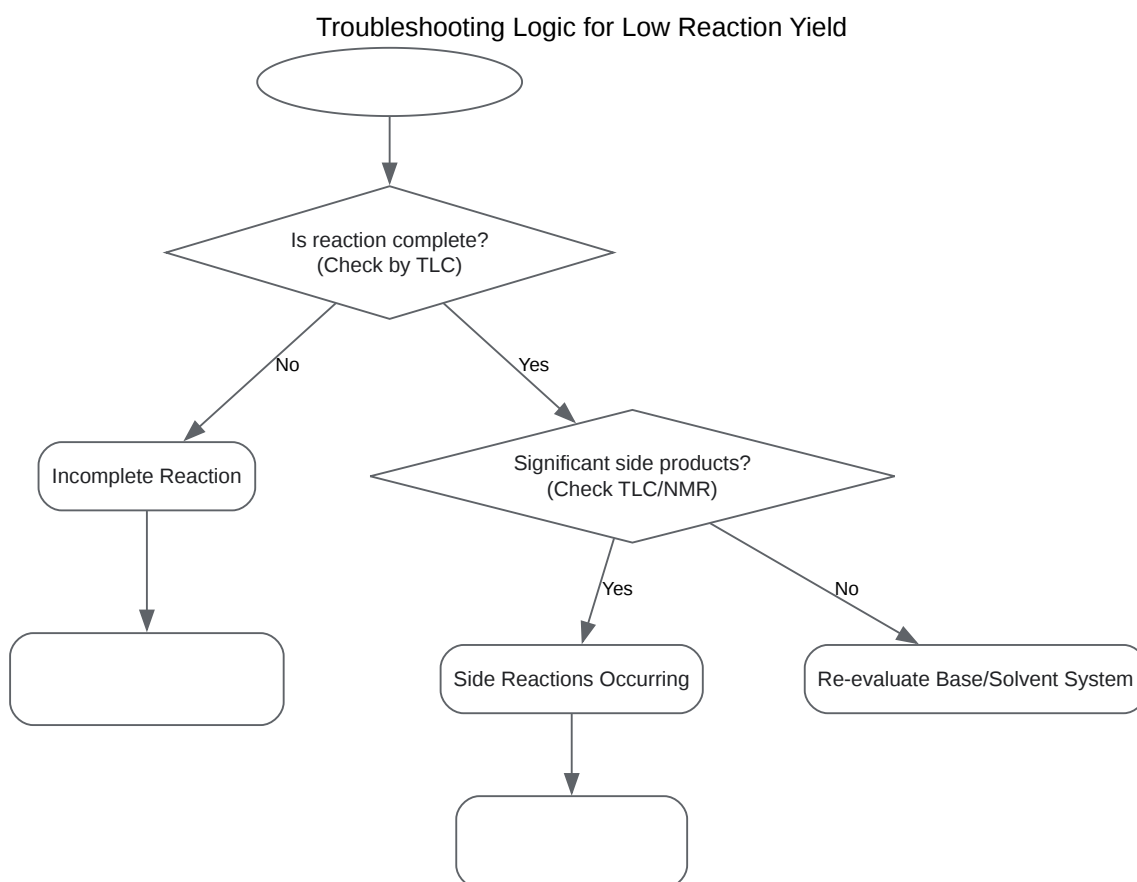 Troubleshooting Logic for Low Reaction Yield
Is reaction complete?
(Check by TLC)
No
Yes
Incomplete Reaction
Significant side products?
(Check TLC/NMR)
Yes
No
Side Reactions Occurring
Re-evaluate Base/Solvent System